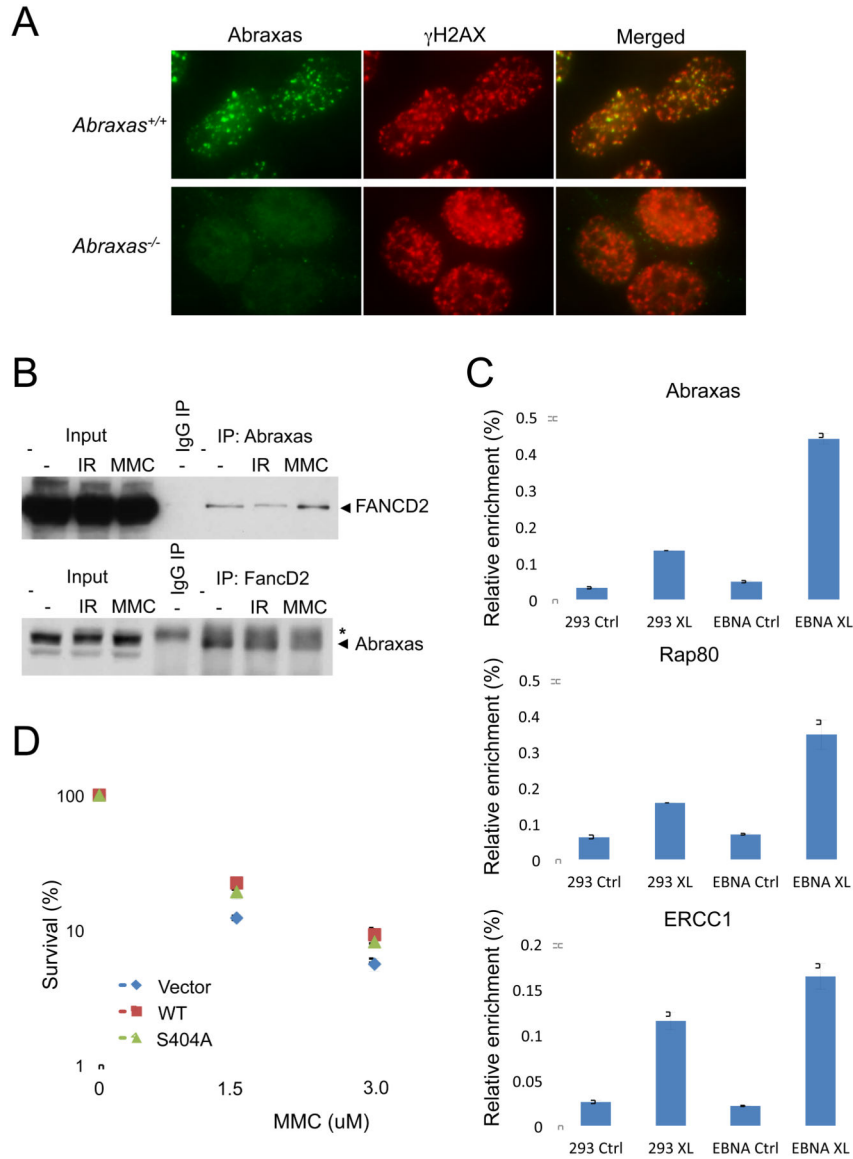 A
Abraxas γH2AX Merged
Abraxas+/+
Abraxas-/-
B
Input IgG IP IP: Abraxas
- IR MMC - - IR MMC
FANCD2
Input IgG IP IP: FancD2
- IR MMC - - IR MMC
*
Abraxas
C
Abraxas
Relative enrichment (%)
0.5
0.4
0.3
0.2
0.1
0
293 Ctrl 293 XL EBNA Ctrl EBNA XL
Rap80
Relative enrichment (%)
0.5
0.4
0.3
0.2
0.1
0
293 Ctrl 293 XL EBNA Ctrl EBNA XL
ERCC1
Relative enrichment (%)
0.2
0.15
0.1
0.05
0
293 Ctrl 293 XL EBNA Ctrl EBNA XL
D
Survival (%)
100
10
1
Vector
WT
S404A
0 1.5 3.0
MMC (uM)